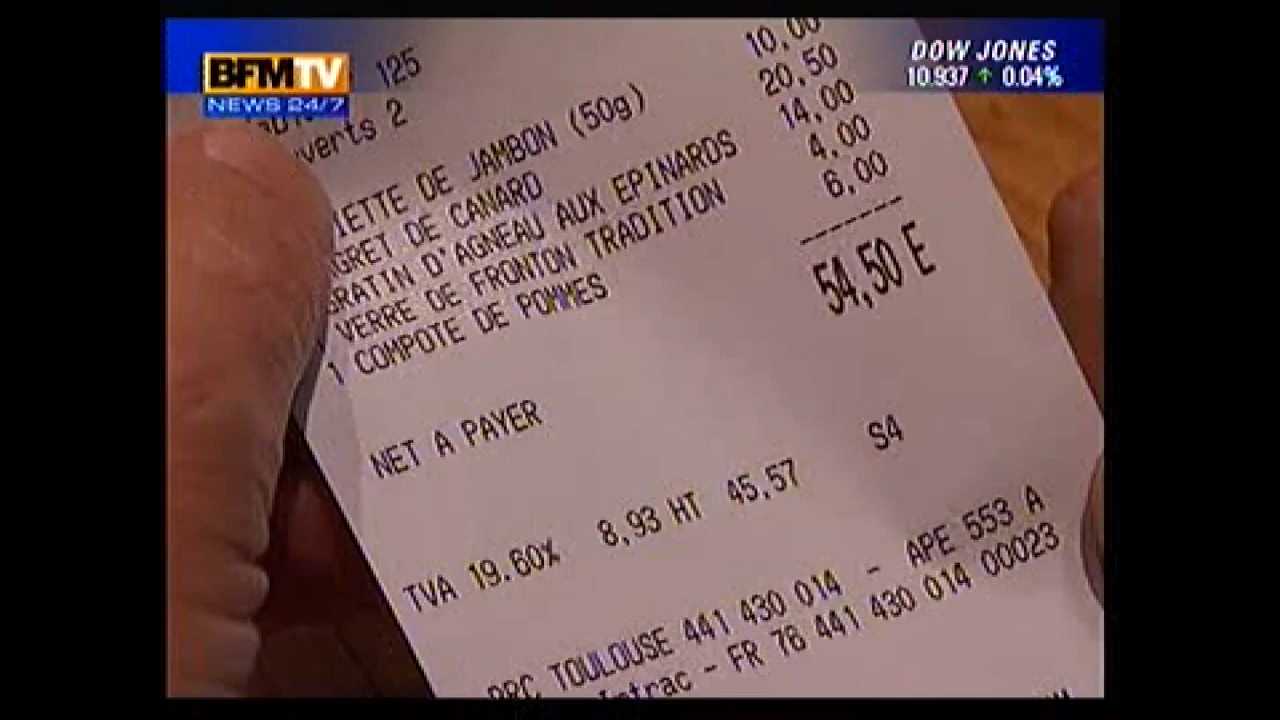 BFMTV
NEWS 24/7
DOW JONES
10.937 ↑ 0.04%
125
2
DE JAMBON (50g) 10,00
DE CANARD 20,50
D'AGNEAU AUX EPINARDS 14,00
VERRE DE FRONTON TRADITION 4,00
1 COMPOTE DE POMMES 6,00
54,50 E
NET A PAYER
S4
TVA 19.60% 8,93 HT 45,57
TOULOUSE 441 430 014 - APE 553 A
- FR 76 441 430 014 00023